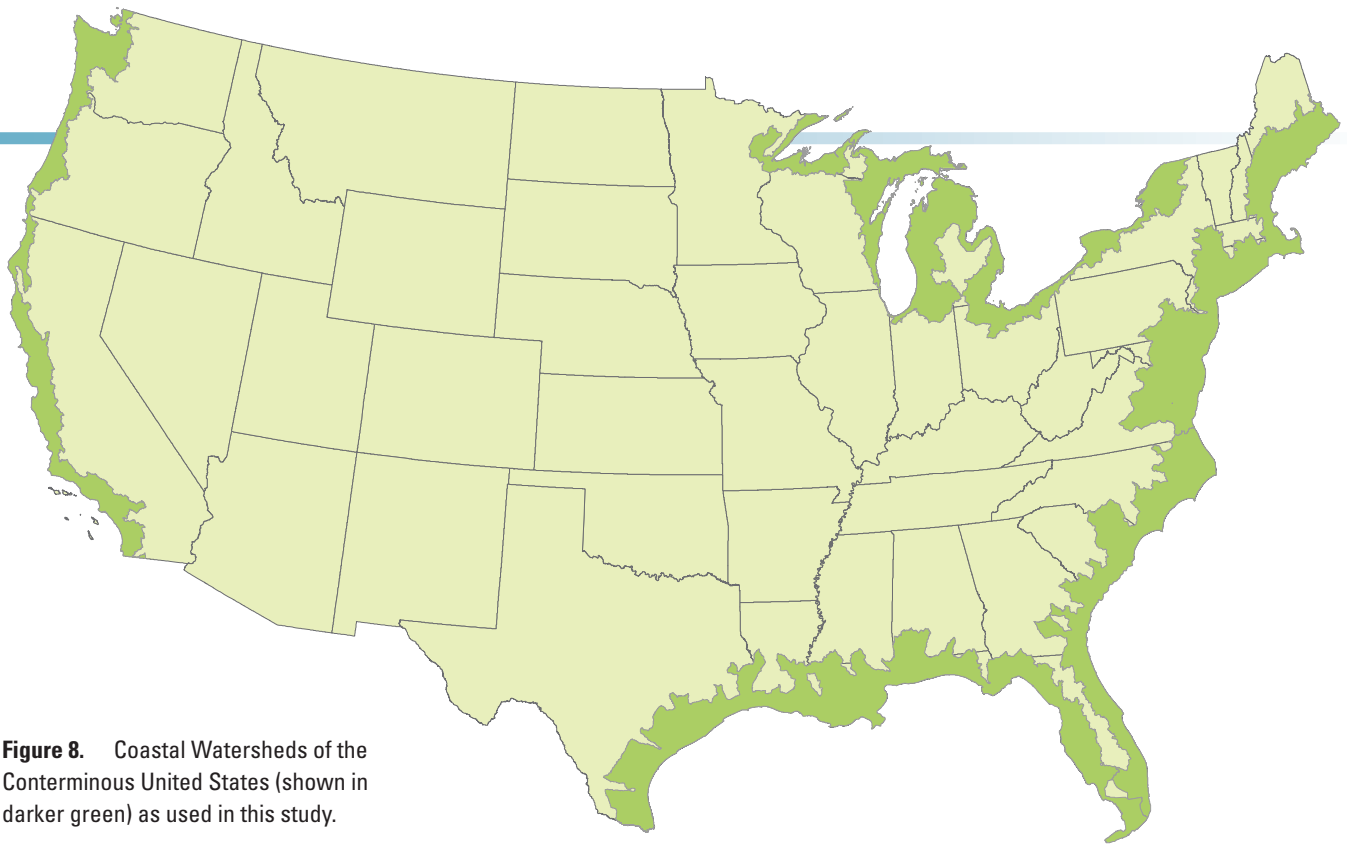 Figure 8. Coastal Watersheds of the
Conterminous United States (shown in
darker green) as used in this study.